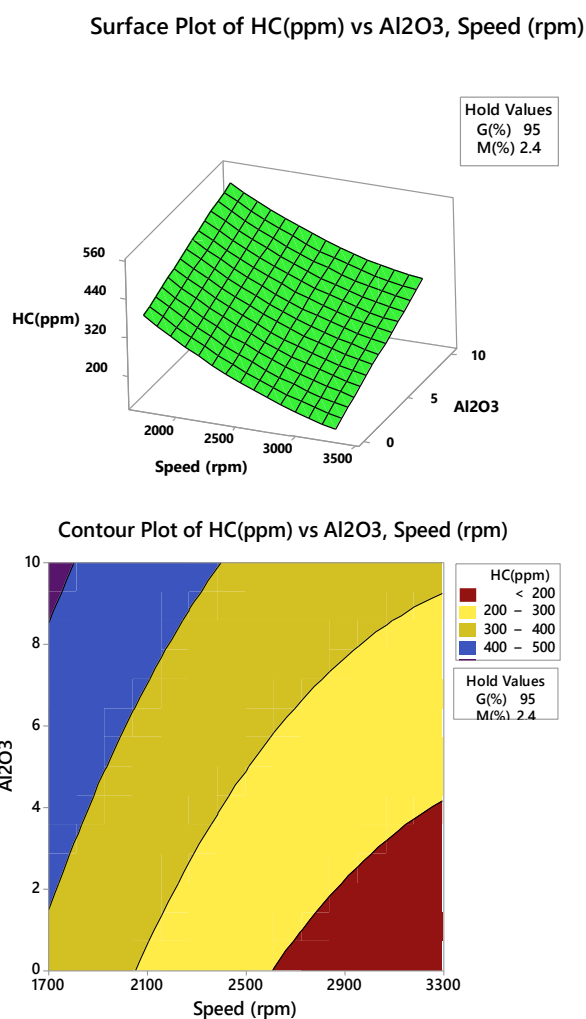 Surface Plot of HC(ppm) vs Al2O3, Speed (rpm)
Hold Values
G(%) 95
M(%) 2.4
560
440
HC(ppm)
320
200
10
5
Al2O3
0
2000
2500
3000
3500
Speed (rpm)
Contour Plot of HC(ppm) vs Al2O3, Speed (rpm)
10
8
6
4
2
0
Al2O3
1700
2100
2500
2900
3300
Speed (rpm)
HC(ppm)
< 200
200 – 300
300 – 400
400 – 500
Hold Values
G(%) 95
M(%) 2.4